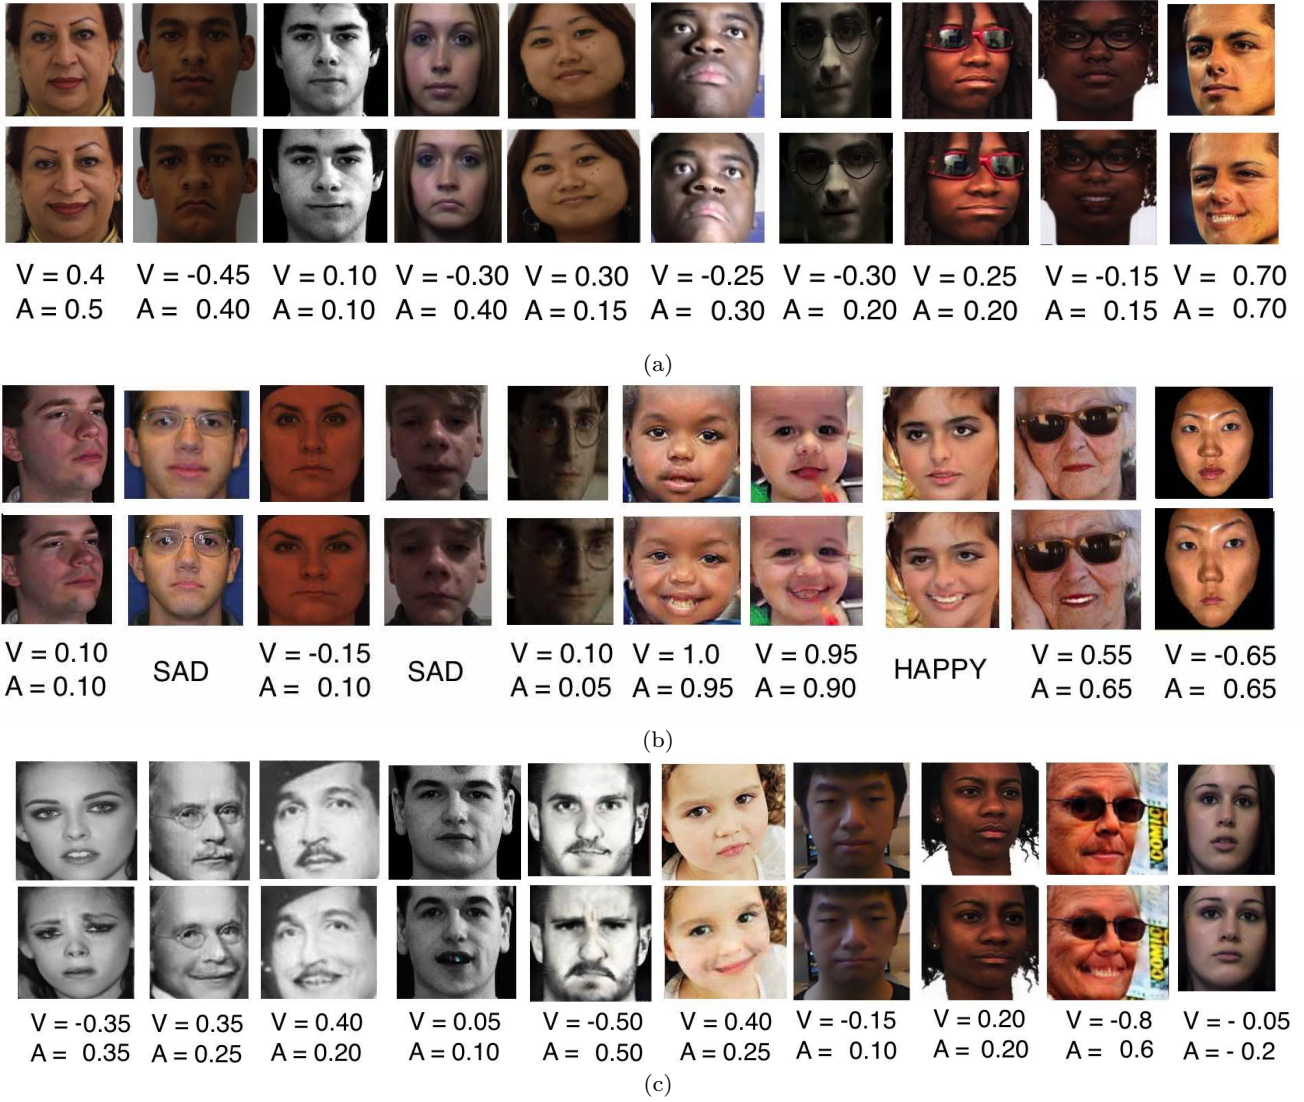 V = 0.4 V = -0.45 V = 0.10 V = -0.30 V = 0.30 V = -0.25 V = -0.30 V = 0.25 V = -0.15 V = 0.70
A = 0.5 A = 0.40 A = 0.10 A = 0.40 A = 0.15 A = 0.30 A = 0.20 A = 0.20 A = 0.15 A = 0.70
(a)
V = 0.10 V = -0.15 V = 0.10 V = 1.0 V = 0.95 V = 0.55 V = -0.65
SAD SAD HAPPY
A = 0.10 A = 0.10 A = 0.05 A = 0.95 A = 0.90 A = 0.65 A = 0.65
(b)
COMIC
COMIC
V = -0.35 V = 0.35 V = 0.40 V = 0.05 V = -0.50 V = 0.40 V = -0.15 V = 0.20 V = -0.8 V = - 0.05
A = 0.35 A = 0.25 A = 0.20 A = 0.10 A = 0.50 A = 0.25 A = 0.10 A = 0.20 A = 0.6 A = - 0.2
(c)